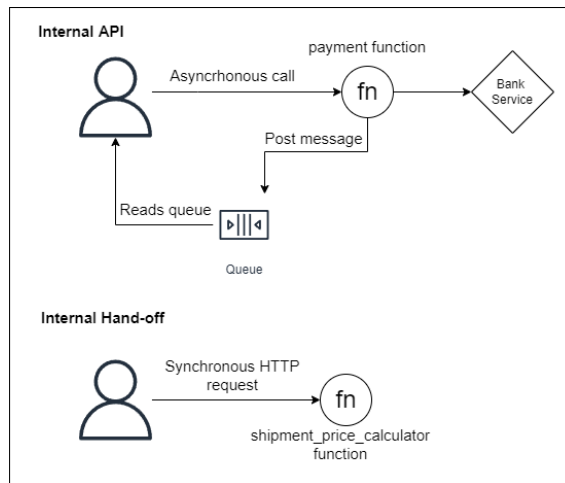 Internal API
payment function
Asyncrhonous call
fn
Bank
Service
Post message
Reads queue
Queue
Internal Hand-off
Synchronous HTTP
request
fn
shipment_price_calculator
function